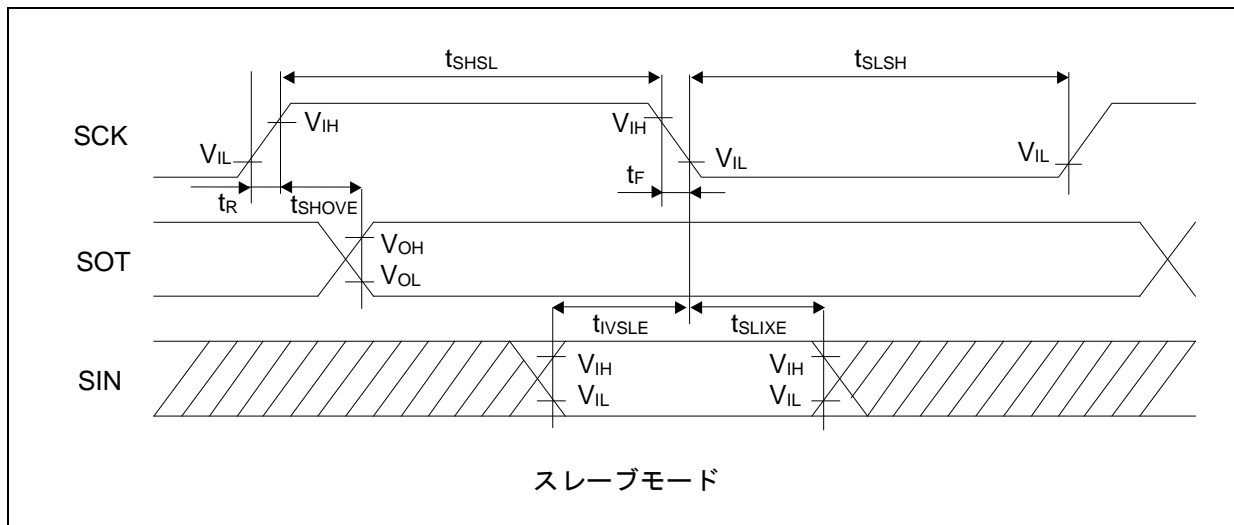 tSHSL tSLSH
SCK
VIH VIH
VIL VIL VIL
tR tSHOVE tF
SOT
VOH
VOL
tIVSLE tSLIXE
SIN
VIH VIH
VIL VIL
スレーブモード